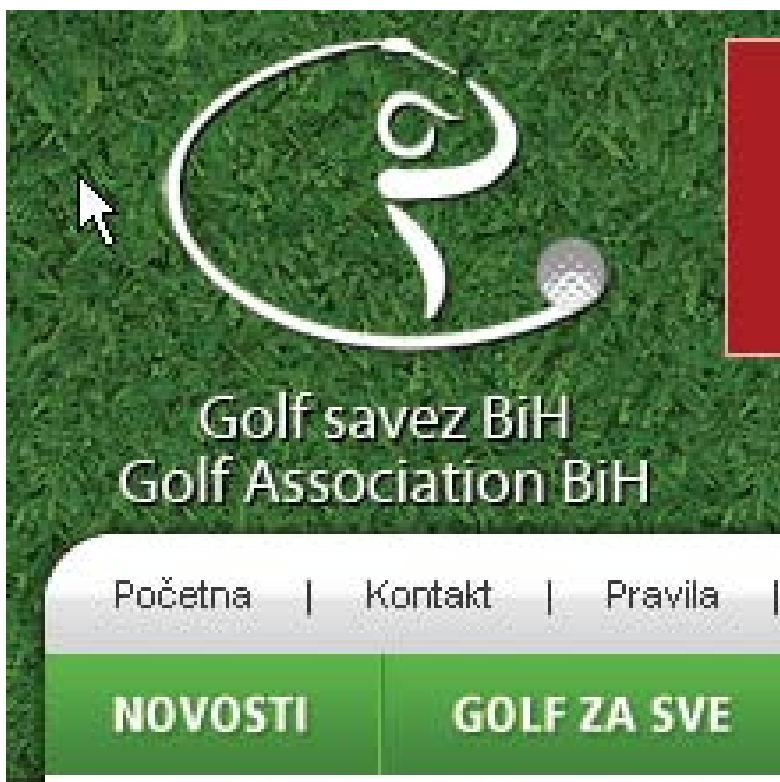 Golf savez BiH
Golf Association BiH
Početna | Kontakt | Pravila |
NOVOSTI GOLF ZA SVE